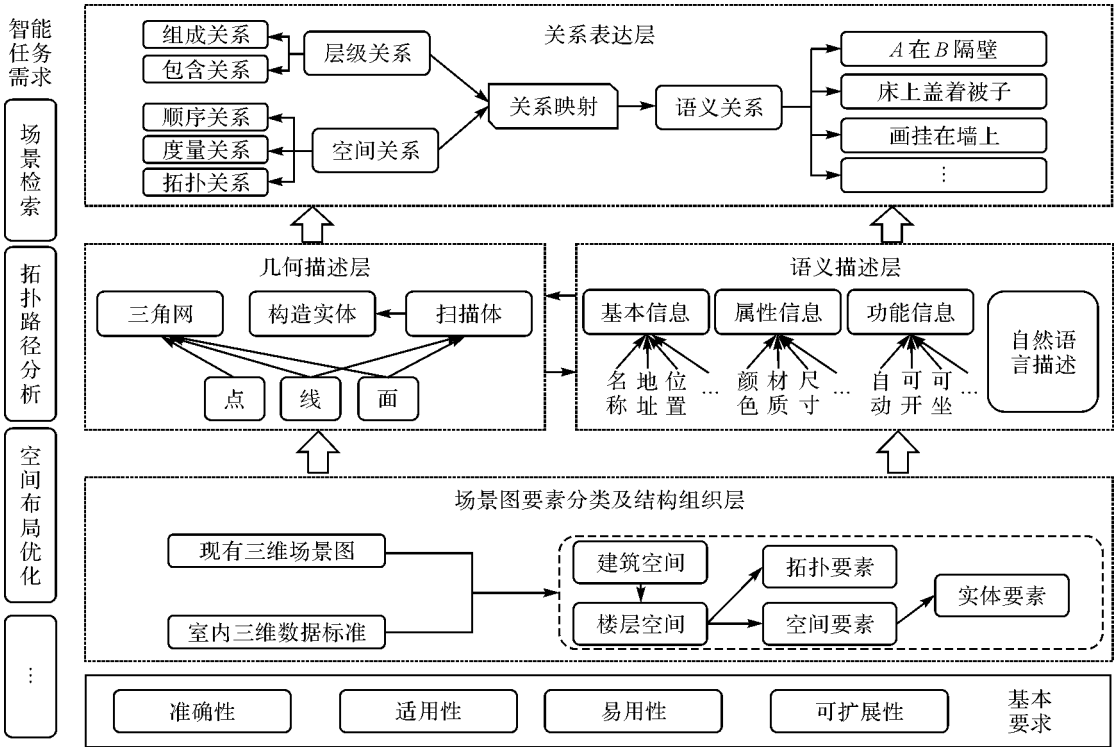 智能
任务
需求
场景检索
拓扑路径分析
空间布局优化
⋮
关系表达层
组成关系
包含关系
层级关系
顺序关系
度量关系
拓扑关系
空间关系
关系映射
语义关系
A在B隔壁
床上盖着被子
画挂在墙上
⋮
几何描述层
三角网
构造实体
扫描体
点
线
面
语义描述层
基本信息
属性信息
功能信息
名称
地址
位置
…
颜色
材质
尺寸
…
自动
可开
可坐
…
自然语
言描述
场景图要素分类及结构组织层
现有三维场景图
室内三维数据标准
建筑空间
楼层空间
拓扑要素
空间要素
实体要素
准确性
适用性
易用性
可扩展性
基本
要求